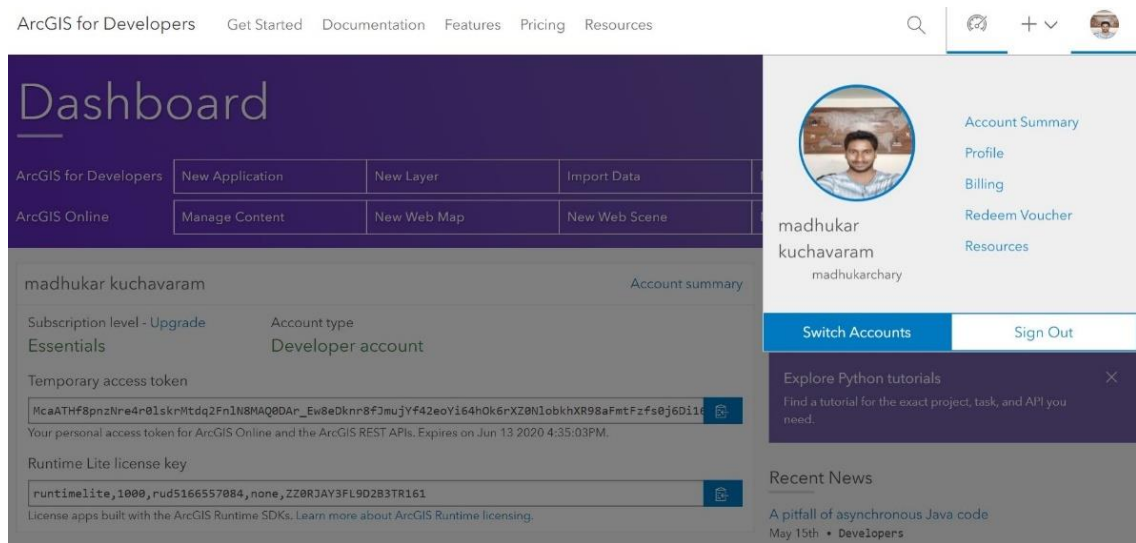 ArcGIS for Developers Get Started Documentation Features Pricing Resources
Dashboard
ArcGIS for Developers New Application New Layer Import Data
ArcGIS Online Manage Content New Web Map New Web Scene
madhukar kuchavaram Account summary
Subscription level - Upgrade Account type
Essentials Developer account
Temporary access token
Your personal access token for ArcGIS Online and the ArcGIS REST APIs. Expires on Jun 13 2020 4:35:03PM.
Runtime Lite license key
runtimelite,1000,rud5166557084,none,ZZ0RJAY3FL9D2B3TR161
License apps built with the ArcGIS Runtime SDKs. Learn more about ArcGIS Runtime licensing.
madhukar
kuchavaram
madhukarchary
Account Summary
Profile
Billing
Redeem Voucher
Resources
Switch Accounts Sign Out
Explore Python tutorials
Find a tutorial for the exact project, task, and API you
need.
Recent News
A pitfall of asynchronous Java code
May 15th • Developers